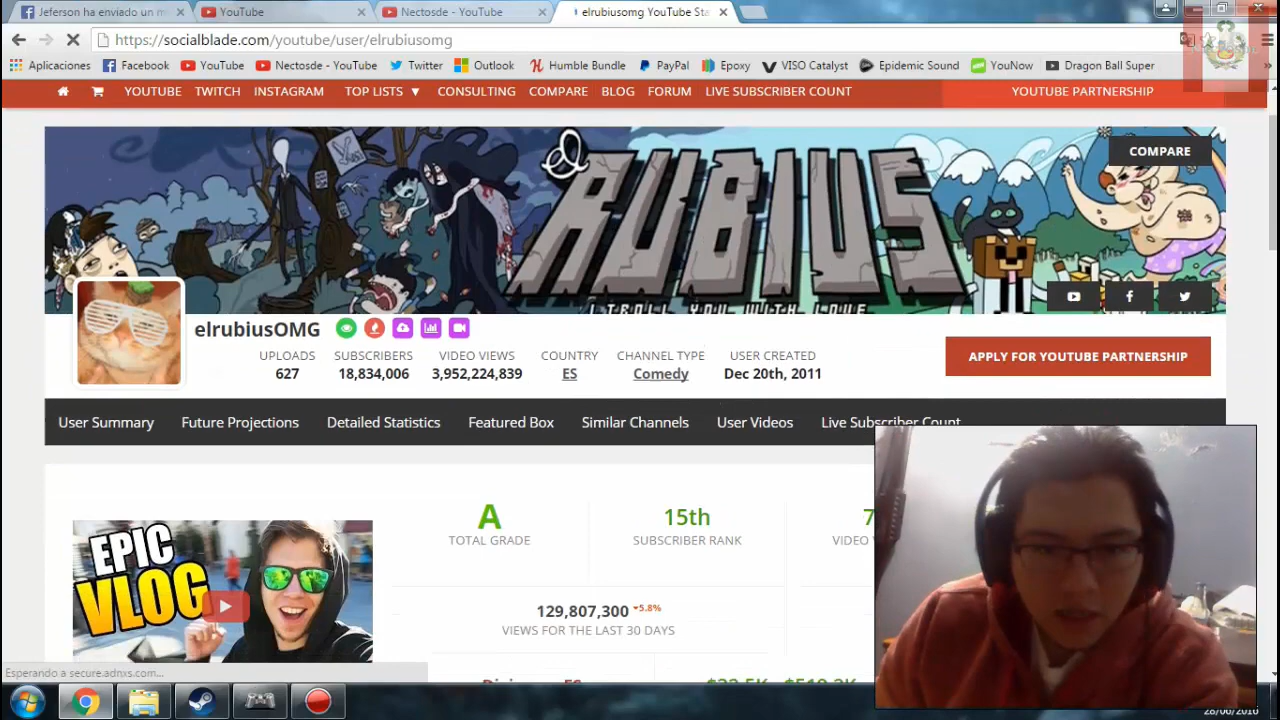 Jeferson ha enviado un m
YouTube
Nectosde - YouTube
elrubiusomg YouTube Sta
https://socialblade.com/youtube/user/elrubiusomg
Aplicaciones Facebook YouTube Nectosde - YouTube Twitter Outlook Humble Bundle PayPal Epoxy VISO Catalyst Epidemic Sound YouNow Dragon Ball Super »
YOUTUBE TWITCH INSTAGRAM TOP LISTS ▼ CONSULTING COMPARE BLOG FORUM LIVE SUBSCRIBER COUNT YOUTUBE PARTNERSHIP
COMPARE
el RUBIUS
I TROLL YOU WITH LOVE
elrubiusOMG
UPLOADS SUBSCRIBERS VIDEO VIEWS COUNTRY CHANNEL TYPE USER CREATED
627 18,834,006 3,952,224,839 ES Comedy Dec 20th, 2011
APPLY FOR YOUTUBE PARTNERSHIP
User Summary Future Projections Detailed Statistics Featured Box Similar Channels User Videos Live Subscriber Count
EPIC
VLOG
A 15th 7
TOTAL GRADE SUBSCRIBER RANK VIDEO V
129,807,300 5.8%
VIEWS FOR THE LAST 30 DAYS
Esperando a secure.adnxs.com...
28/06/2016